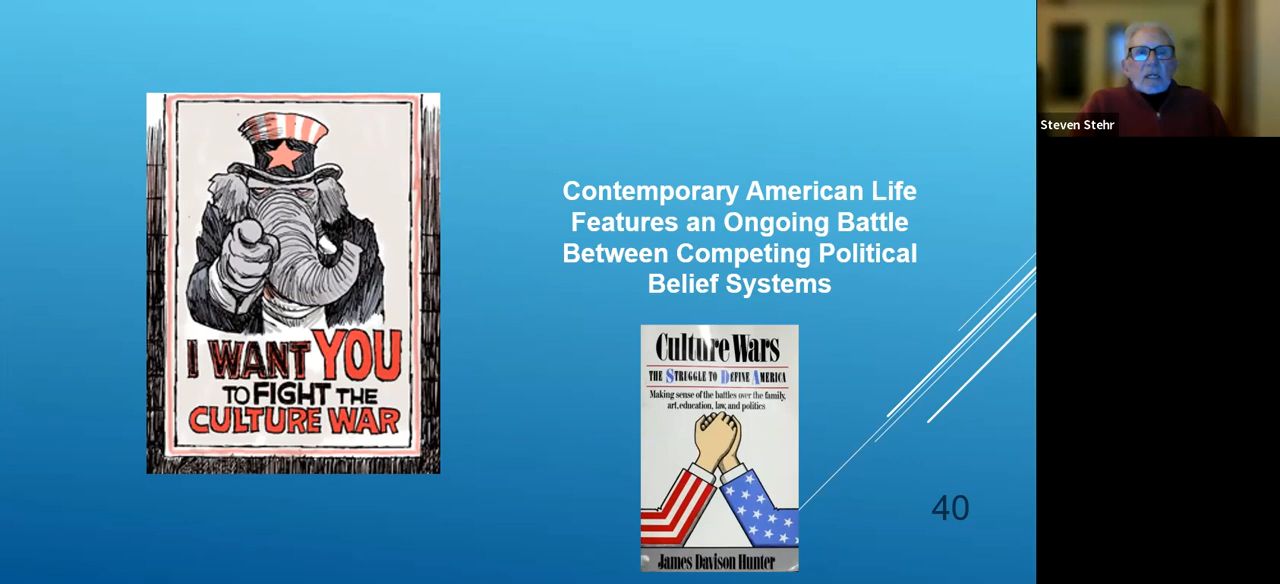 I WANT YOU
TO FIGHT THE
CULTURE WAR
Contemporary American Life
Features an Ongoing Battle
Between Competing Political
Belief Systems
Culture Wars
THE STRUGGLE TO DEFINE AMERICA
Making sense of the battles over the family,
art, education, law, and politics
James Davison Hunter
40
Steven Stehr